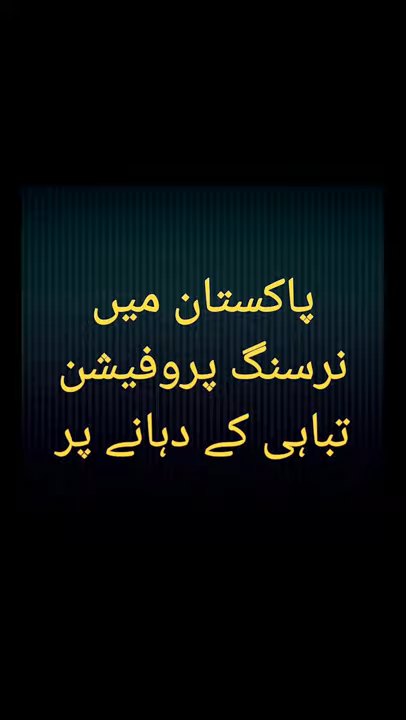 پاکستان میں
نرسنگ پروفیشن
تباہی کے دہانے پر